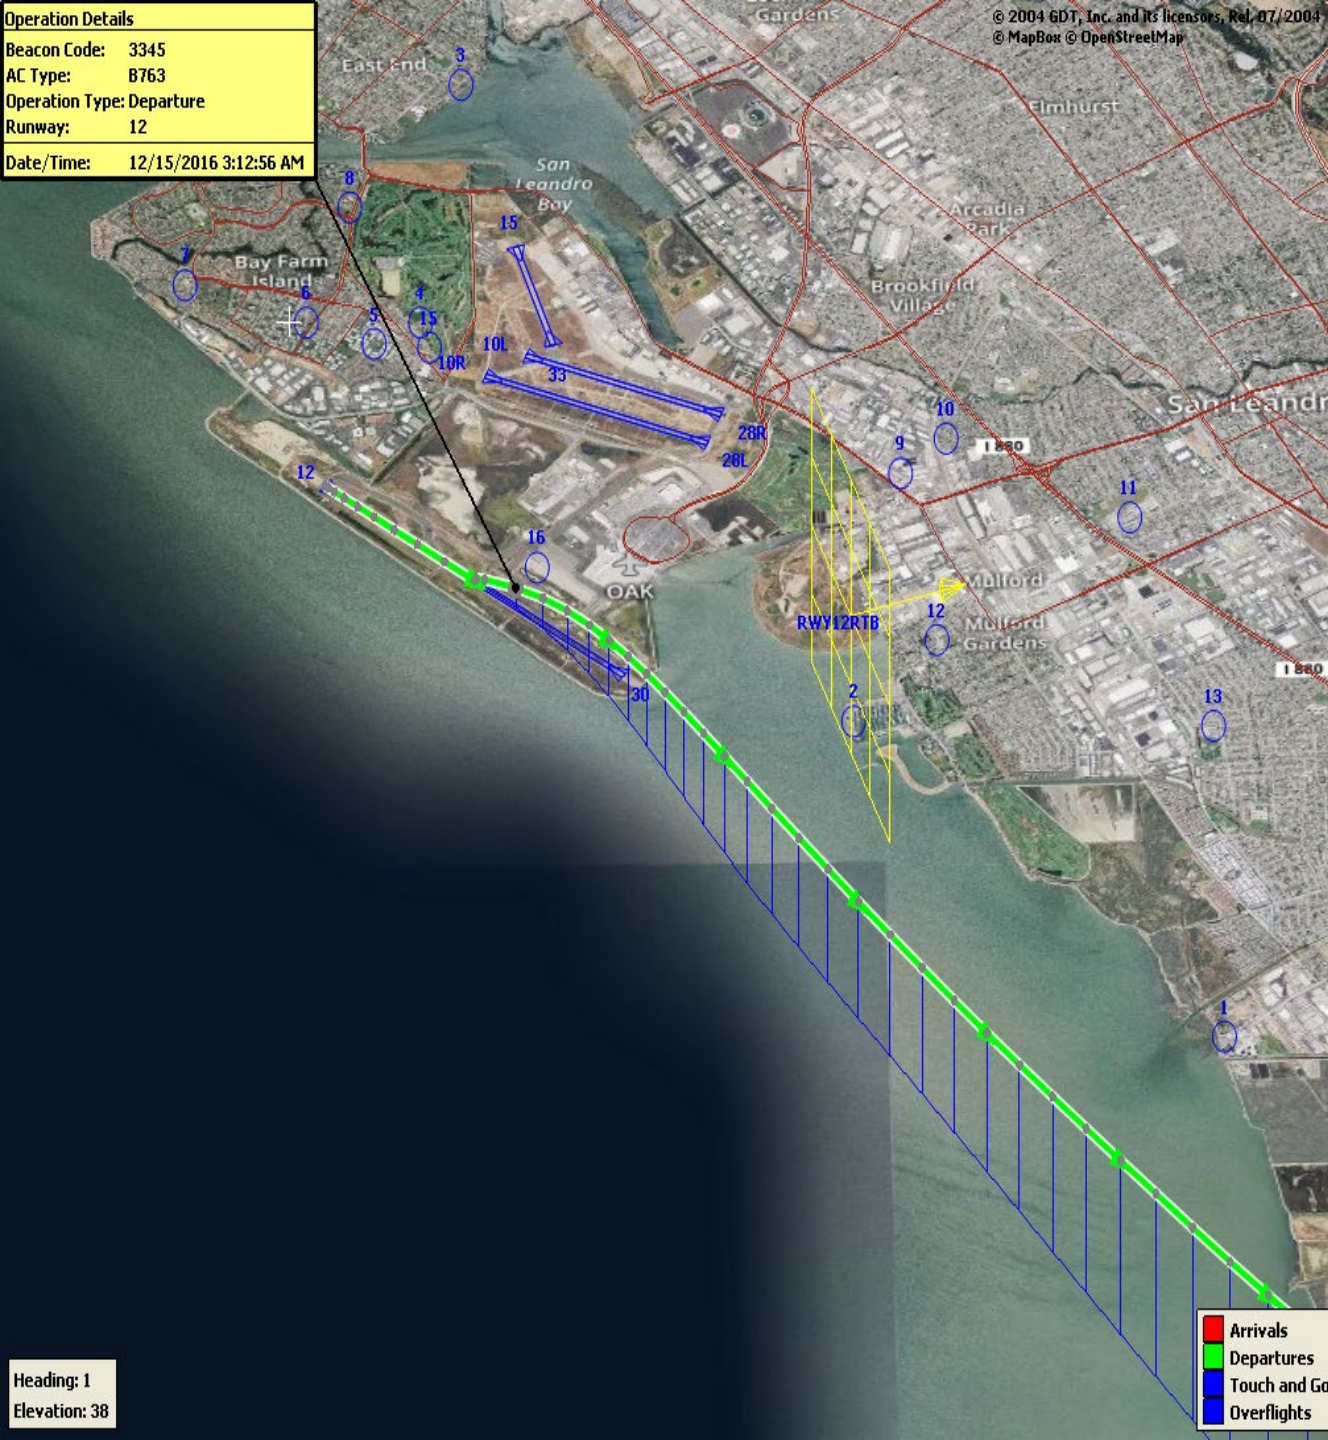 Operation Details
Beacon Code: 3345
AC Type: B763
Operation Type: Departure
Runway: 12
Date/Time: 12/15/2016 3:12:56 AM
© 2004 GDT, Inc. and its licensors, Rel. 07/2004
© MapBox © OpenStreetMap
Gardens
East End
3
Elmhurst
San
Leandro
Bay
8
15
Arcadia
Park
7
Bay Farm
Island
Brookfield
Village
6
4
5
15
10L
10R
33
San Leandr
10
28R
9
I 880
28L
12
11
16
OAK
Mulford
12
RWY12RTB
Mulford
Gardens
I 880
30
2
13
1
Arrivals
Departures
Touch and Go
Overflights
Heading: 1
Elevation: 38